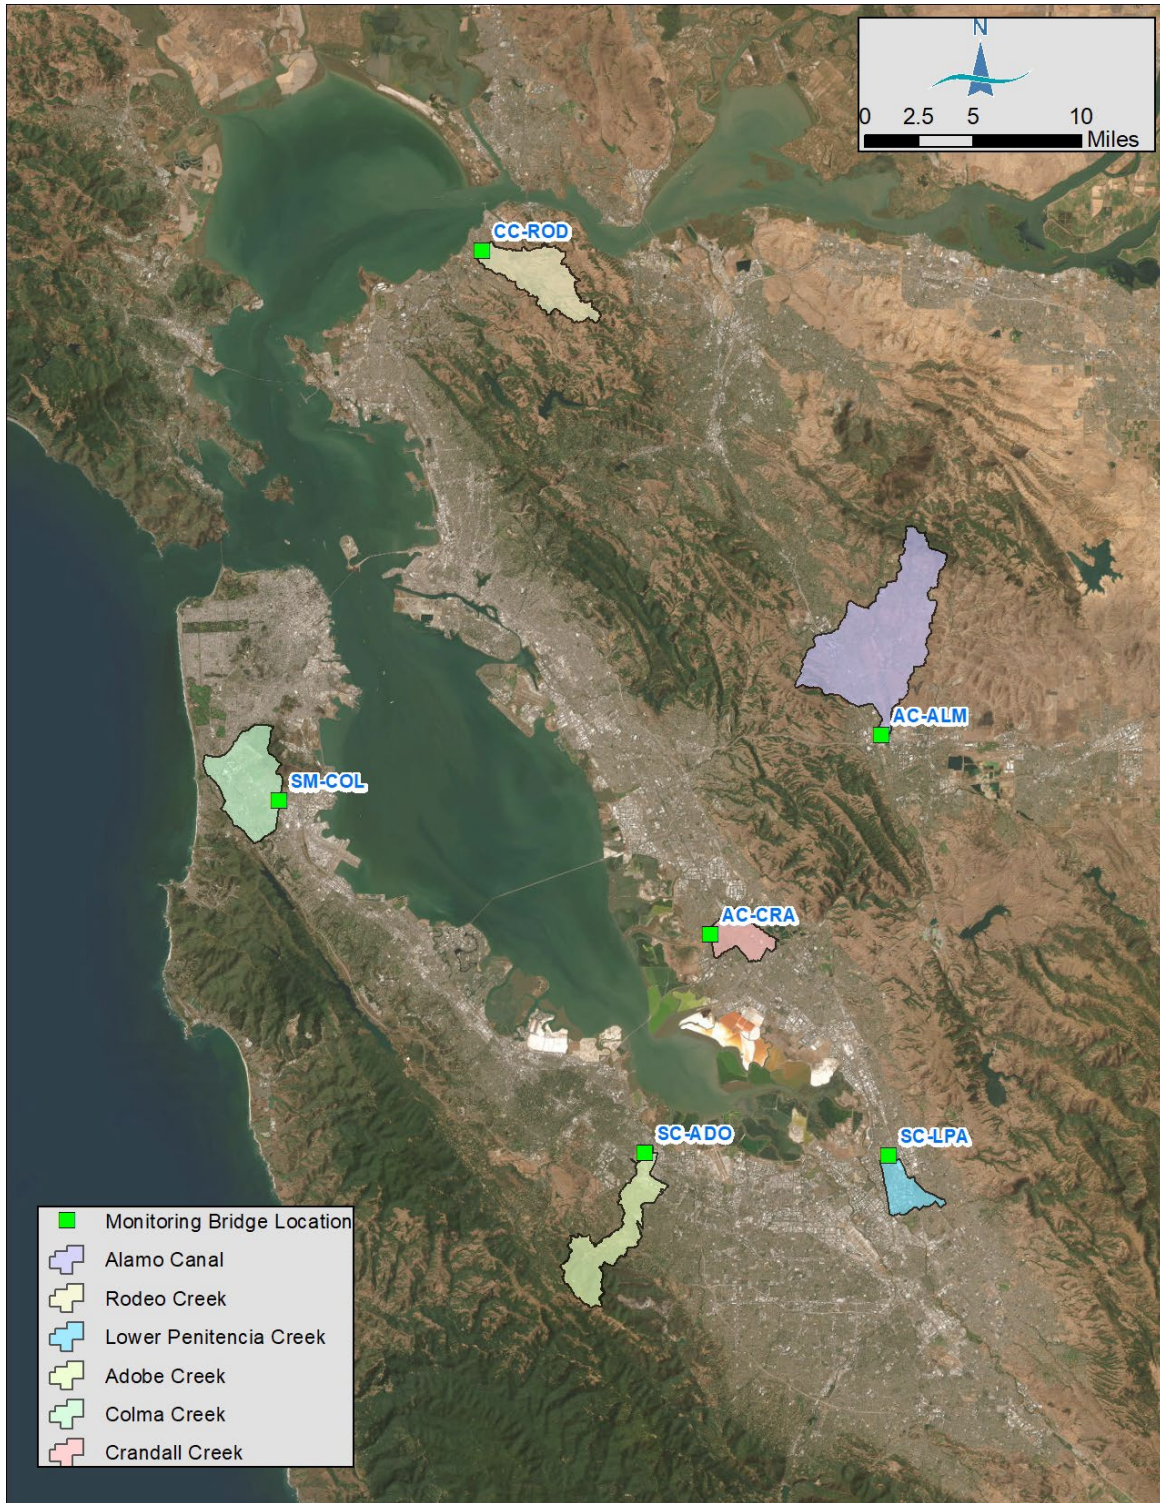 N
0 2.5 5 10
Miles
CC-ROD
AC-ALM
SM-COL
AC-CRA
SC-ADO
SC-LPA
Monitoring Bridge Location
Alamo Canal
Rodeo Creek
Lower Penitencia Creek
Adobe Creek
Colma Creek
Crandall Creek